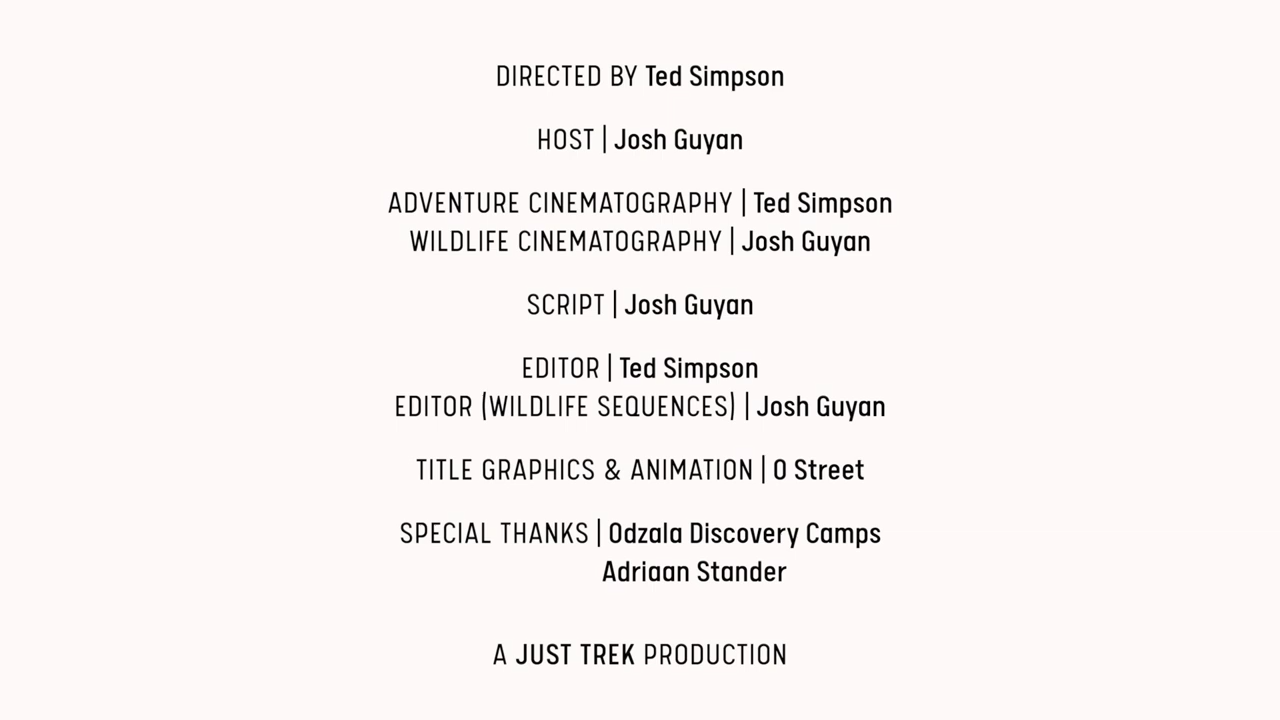 DIRECTED BY Ted Simpson
HOST | Josh Guyan
ADVENTURE CINEMATOGRAPHY | Ted Simpson
WILDLIFE CINEMATOGRAPHY | Josh Guyan
SCRIPT | Josh Guyan
EDITOR | Ted Simpson
EDITOR (WILDLIFE SEQUENCES) | Josh Guyan
TITLE GRAPHICS & ANIMATION | O Street
SPECIAL THANKS | Odzala Discovery Camps
Adriaan Stander
A JUST TREK PRODUCTION